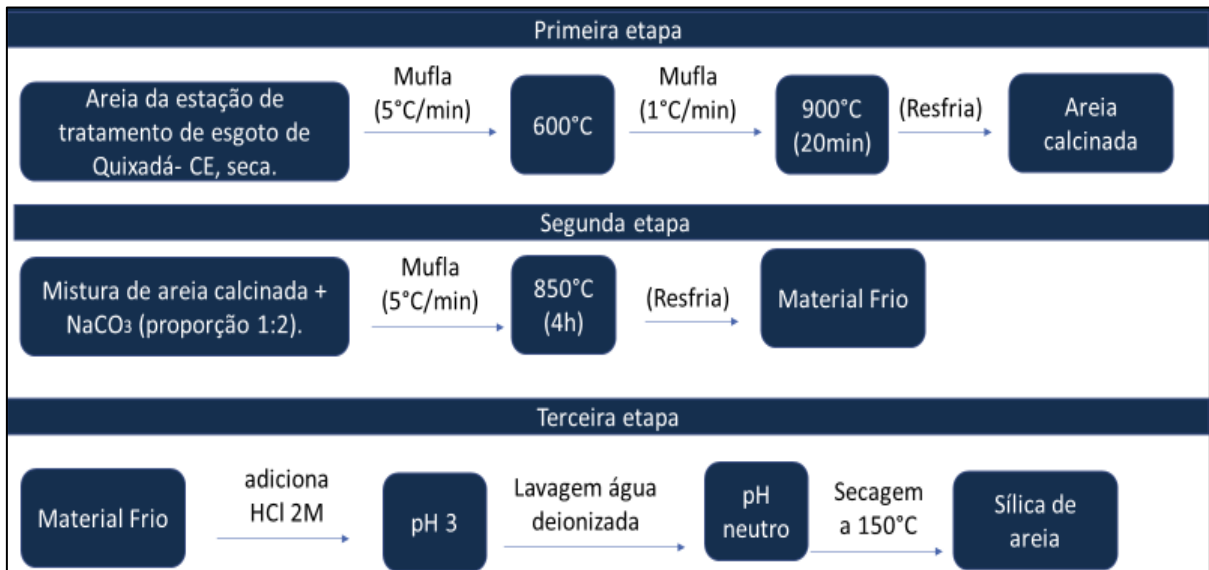 Primeira etapa
Areia da estação de
tratamento de esgoto de
Quixadá- CE, seca.
Mufla
(5°C/min)
600°C
Mufla
(1°C/min)
900°C
(20min)
(Resfria)
Areia
calcinada
Segunda etapa
Mistura de areia calcinada +
NaCO₃ (proporção 1:2).
Mufla
(5°C/min)
850°C
(4h)
(Resfria)
Material Frio
Terceira etapa
Material Frio
adiciona
HCl 2M
pH 3
Lavagem água
deionizada
pH
neutro
Secagem
a 150°C
Sílica de
areia